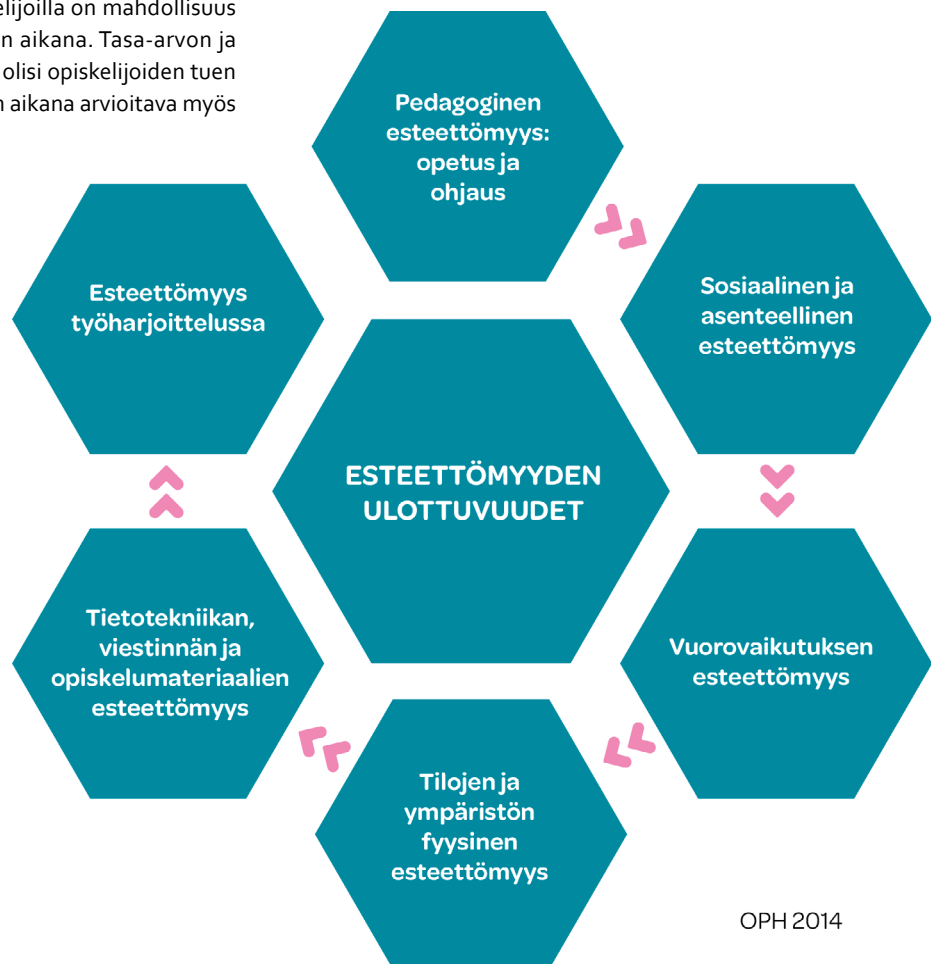 elijoilla on mahdollisuus
n aikana. Tasa-arvon ja
olisi opiskelijoiden tuen
aikana arvioitava myös
Pedagoginen
esteettömyys:
opetus ja
ohjaus
Sosiaalinen ja
asenteellinen
esteettömyys
Vuorovaikutuksen
esteettömyys
Tilojen ja
ympäristön
fyysinen
esteettömyys
Tietotekniikan,
viestinnän ja
opiskelumateriaalien
esteettömyys
Esteettömyys
työharjoittelussa
ESTEETTÖMYYDEN
ULOTTUVUUDET
OPH 2014